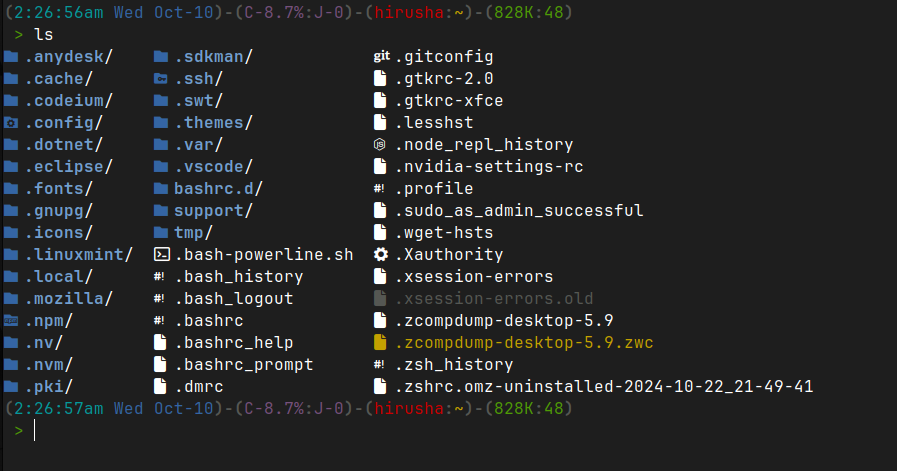 (2:26:56am Wed Oct-10)-(C-8.7%:J-0)-(hirusha:~)-(828K:48)
> ls
.anydesk/ .sdkman/ .gitconfig
.cache/ .ssh/ .gtkrc-2.0
.codeium/ .swt/ .gtkrc-xfce
.config/ .themes/ .lesshst
.dotnet/ .var/ .node_repl_history
.eclipse/ .vscode/ .nvidia-settings-rc
.fonts/ bashrc.d/ .profile
.gnupg/ support/ .sudo_as_admin_successful
.icons/ tmp/ .wget-hsts
.linuxmint/ .bash-powerline.sh .Xauthority
.local/ .bash_history .xsession-errors
.mozilla/ .bash_logout .xsession-errors.old
.npm/ .bashrc .zcompdump-desktop-5.9
.nv/ .bashrc_help .zcompdump-desktop-5.9.zwc
.nvm/ .bashrc_prompt .zsh_history
.pki/ .dmrc .zshrc.omz-uninstalled-2024-10-22_21-49-41
(2:26:57am Wed Oct-10)-(C-8.7%:J-0)-(hirusha:~)-(828K:48)
>